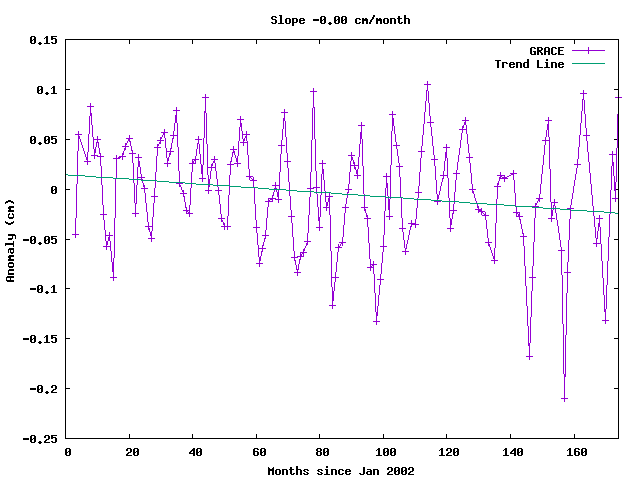 Slope -0.00 cm/month
GRACE
Trend Line
0.15
0.1
0.05
0
-0.05
-0.1
-0.15
-0.2
-0.25
Anomaly (cm)
0 20 40 60 80 100 120 140 160
Months since Jan 2002